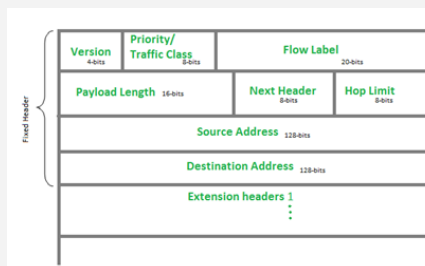 Fixed Header
Version
4-bits
Priority/
Traffic Class
8-bits
Flow Label
20-bits
Payload Length 16-bits
Next Header
8-bits
Hop Limit
8-bits
Source Address 128-bits
Destination Address 128-bits
Extension headers 1